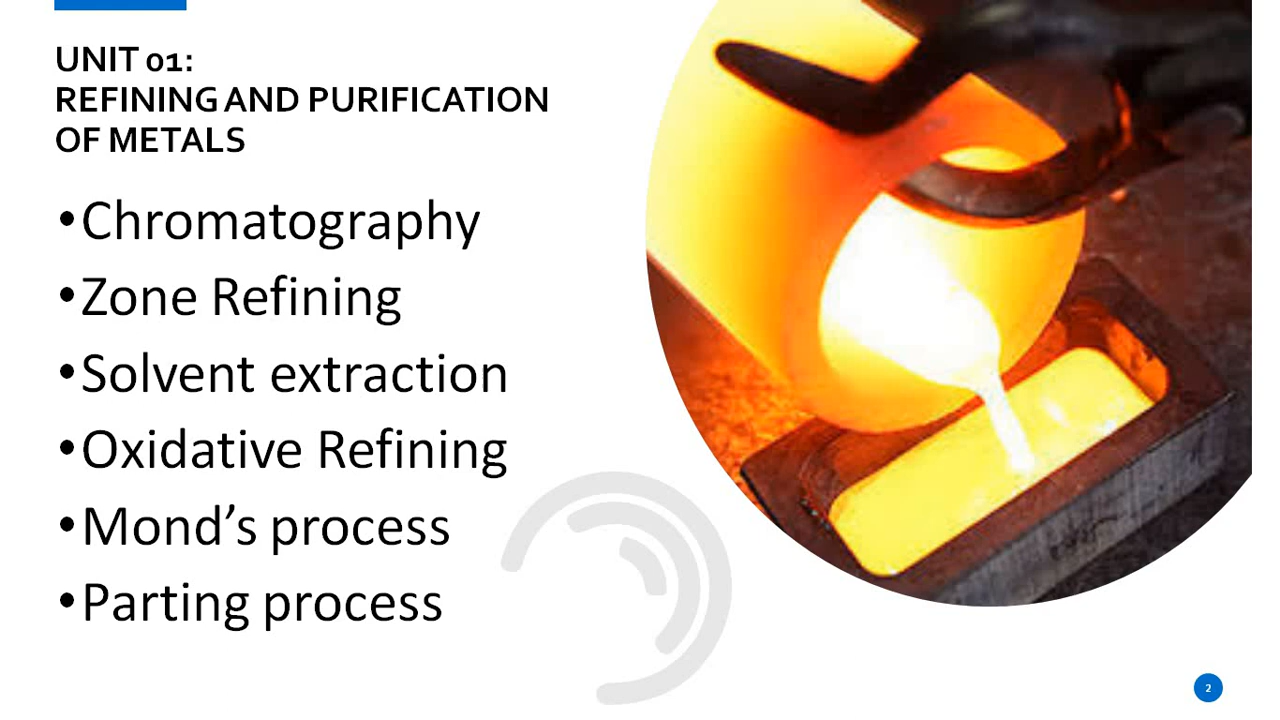 UNIT 01:
REFINING AND PURIFICATION
OF METALS
•Chromatography
•Zone Refining
•Solvent extraction
•Oxidative Refining
•Mond’s process
•Parting process
2